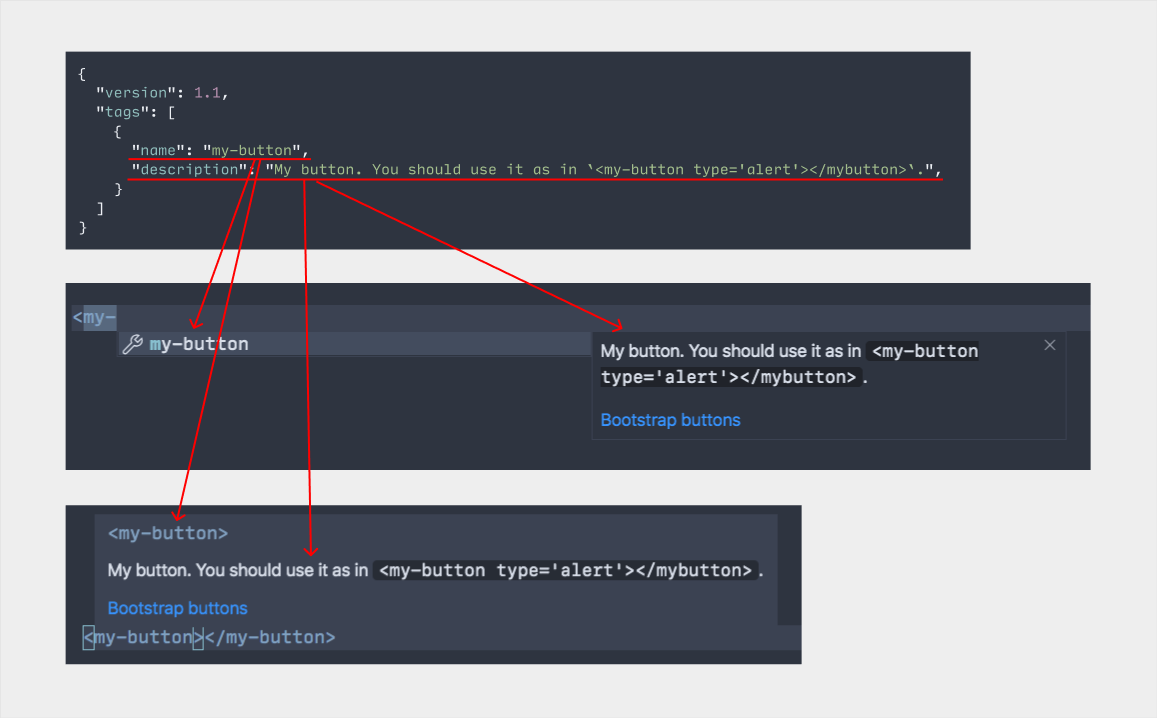 {
"version": 1.1,
"tags": [
{
"name": "my-button",
"description": "My button. You should use it as in `<my-button type='alert'></mybutton>`.",
}
]
}
<my-
my-button
My button. You should use it as in <my-button
type='alert'></mybutton>.
Bootstrap buttons
<my-button>
My button. You should use it as in <my-button type='alert'></mybutton>.
Bootstrap buttons
<my-button></my-button>